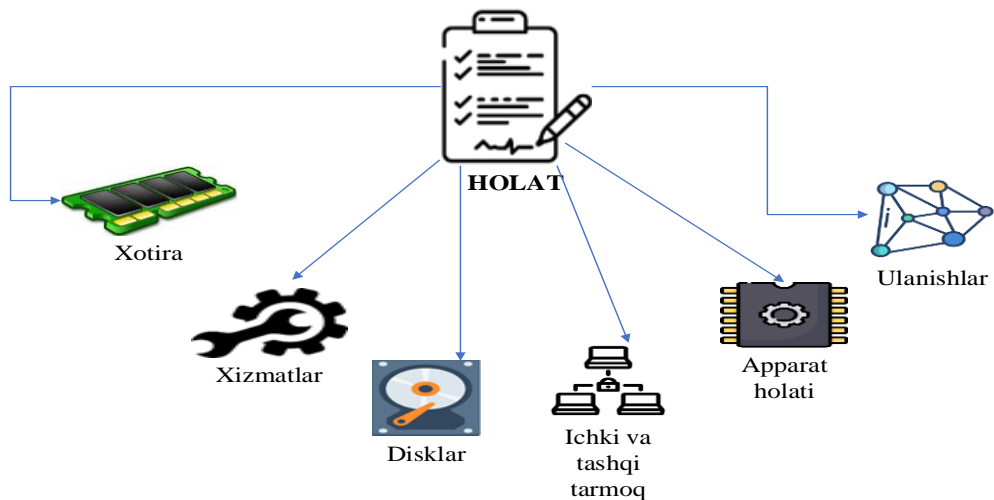 HOLAT
Xotira
Ulanishlar
Xizmatlar
Apparat
holati
Disklar
Ichki va
tashqi
tarmoq